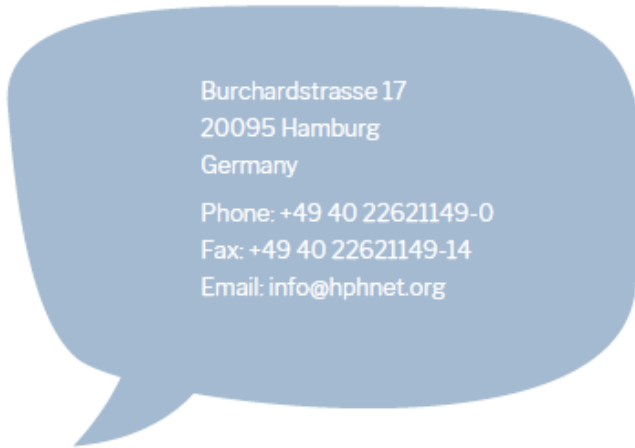 Burchardstrasse 17
20095 Hamburg
Germany
Phone: +49 40 22621149-0
Fax: +49 40 22621149-14
Email: info@hphnet.org